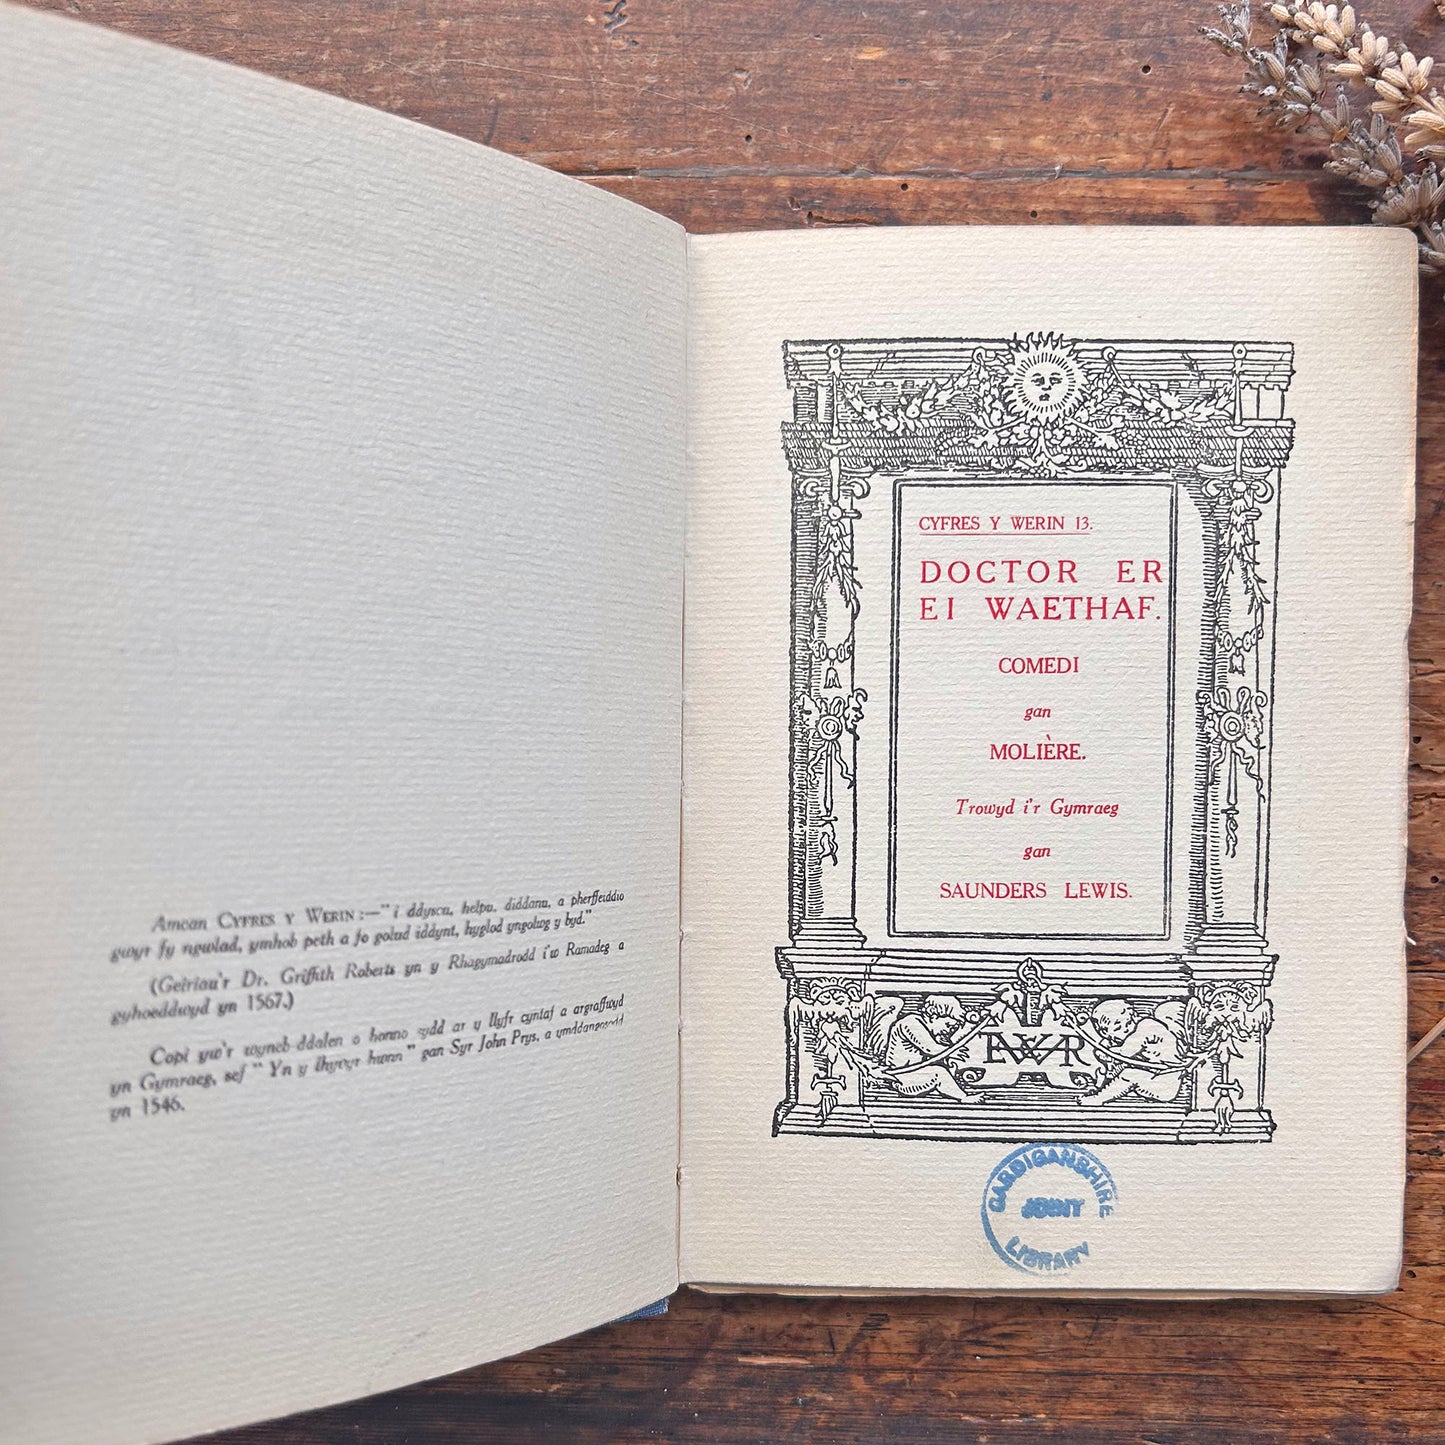 Amcan CYFRES Y WERIN:—"i ddyscu, helpu, diddanu, a pherffeiddio
gwyr fy ngwlad, ymhob peth a fo golud iddynt, hyglod yngolwg y byd."
(Geiriau'r Dr. Griffith Roberts yn y Rhagymadrodd i'w Ramadeg a
gyhoeddwyd yn 1567.)
Copi yw'r wyneb-ddalen o honno sydd ar y llyfr cyntaf a argraffwyd
yn Gymraeg, sef "Yn y lhyvyr hwnn" gan Syr John Prys, a ymddangosodd
yn 1546.
CYFRES Y WERIN 13.
DOCTOR ER
EI WAETHAF.
COMEDI
gan
MOLIÈRE.
Trowyd i'r Gymraeg
gan
SAUNDERS LEWIS.
CARDIGANSHIRE
JOINT
LIBRARY